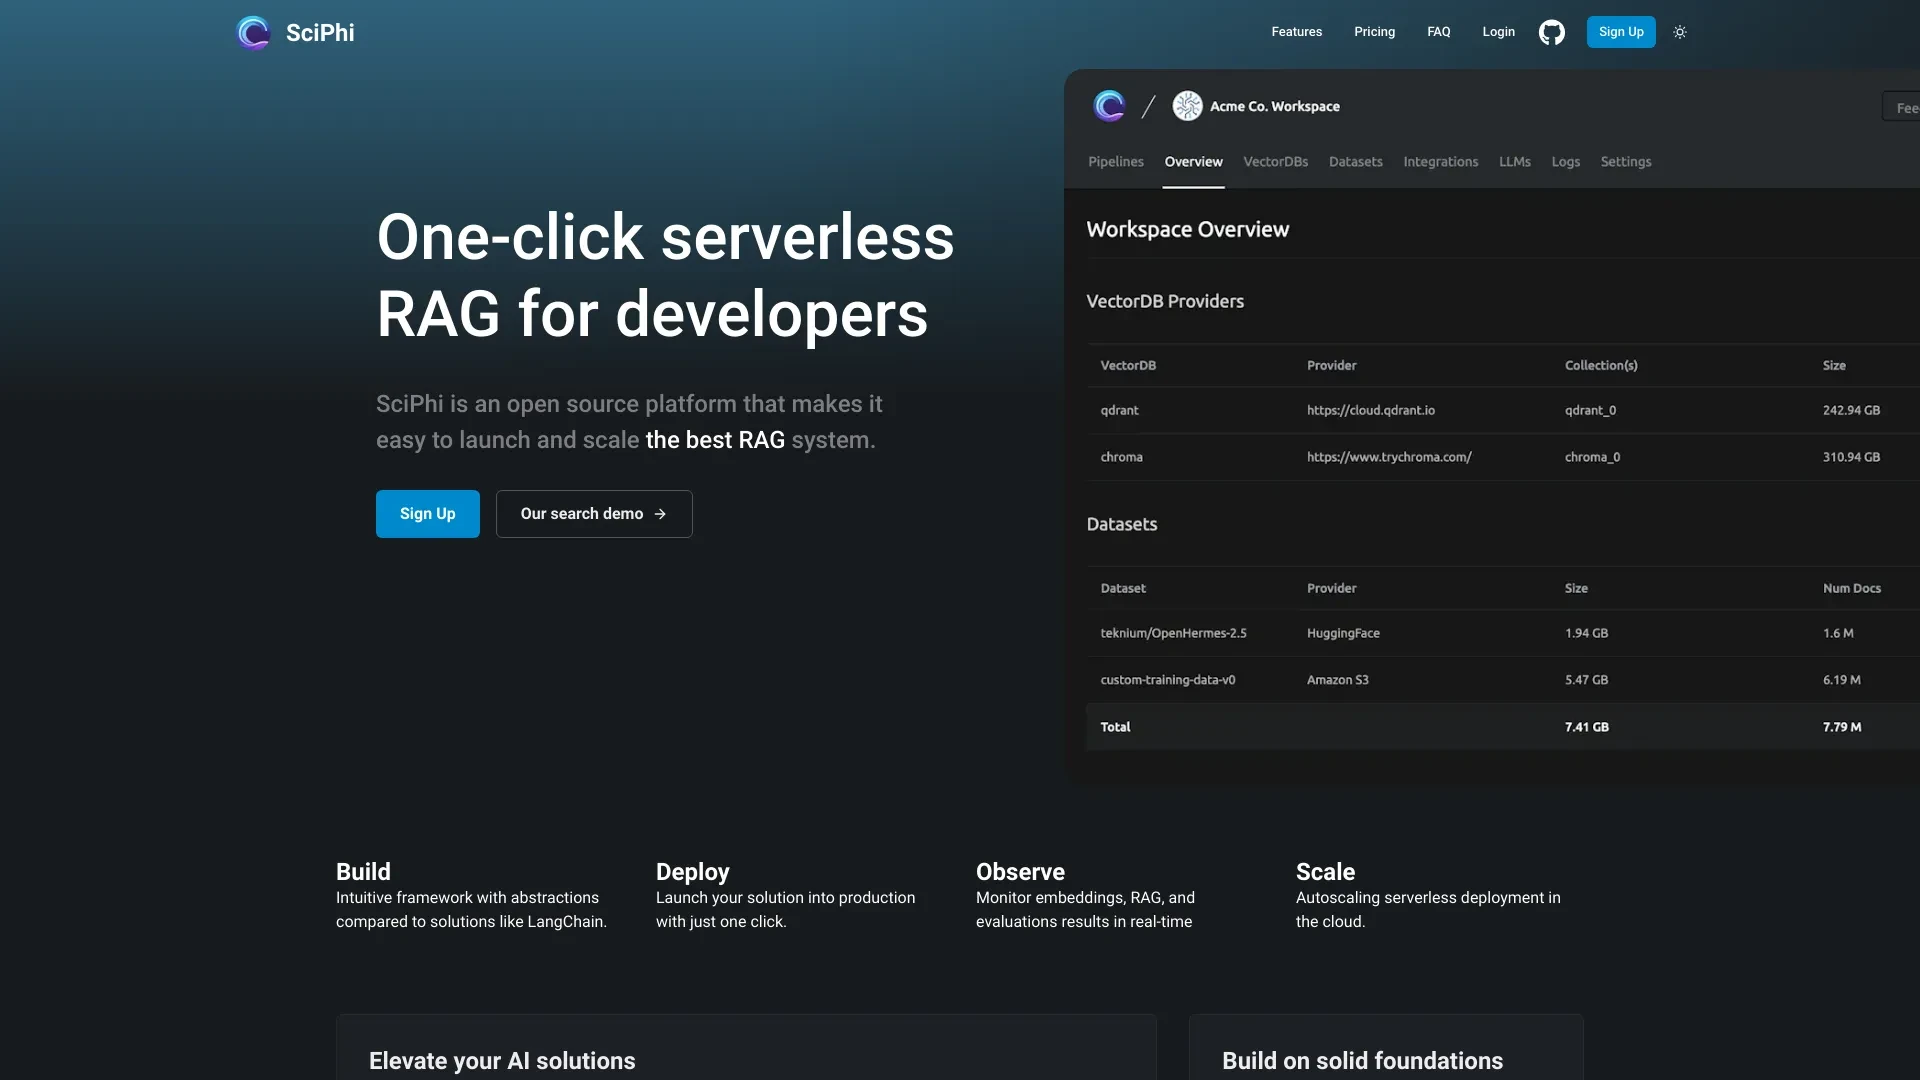 SciPhi
Features
Pricing
FAQ
Login
Sign Up
Acme Co. Workspace
Pipelines
Overview
VectorDBs
Datasets
Integrations
LLMs
Logs
Settings
One-click serverless
RAG for developers
SciPhi is an open source platform that makes it
easy to launch and scale the best RAG system.
Sign Up
Our search demo →
Workspace Overview
VectorDB Providers
VectorDB Provider Collection(s) Size
qdrant https://cloud.qdrant.io qdrant_0 242.94 GB
chroma https://www.trychroma.com/ chroma_0 310.94 GB
Datasets
Dataset Provider Size Num Docs
teknium/OpenHermes-2.5 HuggingFace 1.94 GB 1.6 M
custom-training-data-v0 Amazon S3 5.47 GB 6.19 M
Total 7.41 GB 7.79 M
Build
Intuitive framework with abstractions
compared to solutions like LangChain.
Deploy
Launch your solution into production
with just one click.
Observe
Monitor embeddings, RAG, and
evaluations results in real-time
Scale
Autoscaling serverless deployment in
the cloud.
Elevate your AI solutions
Build on solid foundations